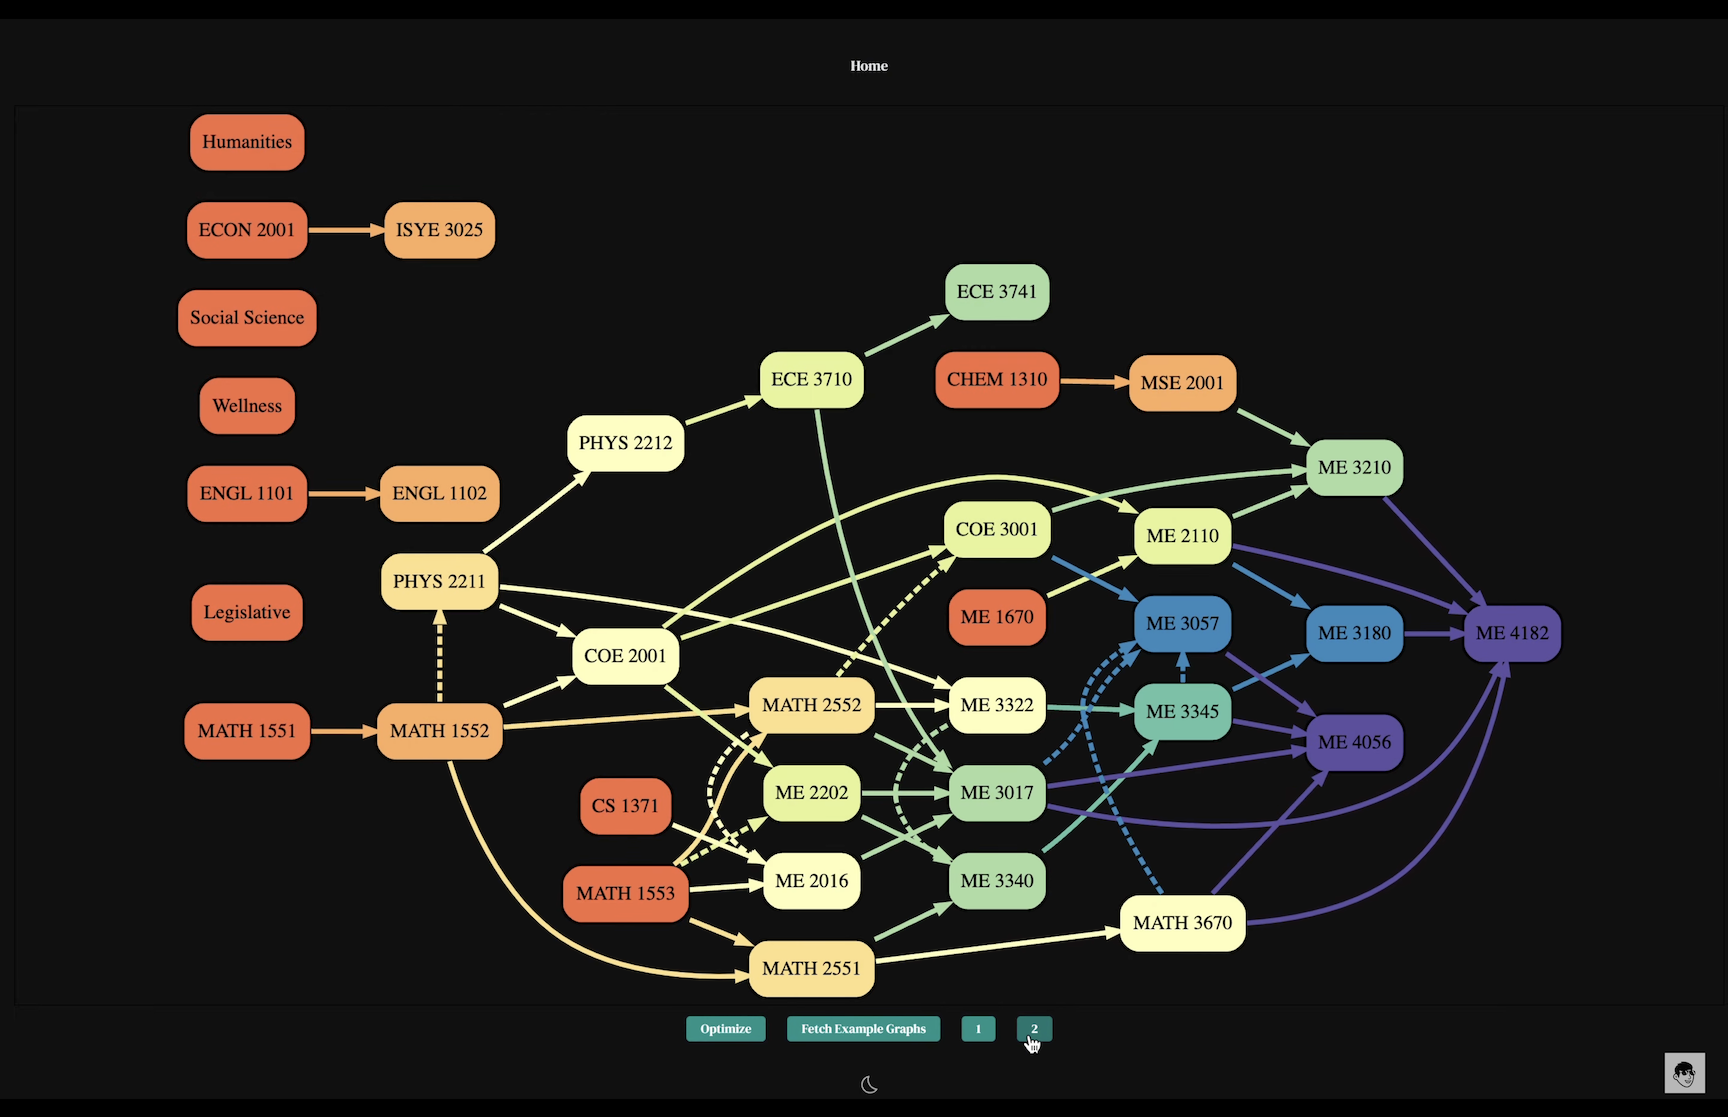 Home
Humanities
ECON 2001
ISYE 3025
Social Science
ECE 3741
ECE 3710
CHEM 1310
MSE 2001
Wellness
PHYS 2212
ME 3210
ENGL 1101
ENGL 1102
COE 3001
ME 2110
PHYS 2211
Legislative
ME 1670
ME 3057
ME 3180
ME 4182
COE 2001
MATH 1551
MATH 1552
MATH 2552
ME 3322
ME 3345
ME 4056
CS 1371
ME 2202
ME 3017
MATH 1553
ME 2016
ME 3340
MATH 3670
MATH 2551
Optimize
Fetch Example Graphs
1
2